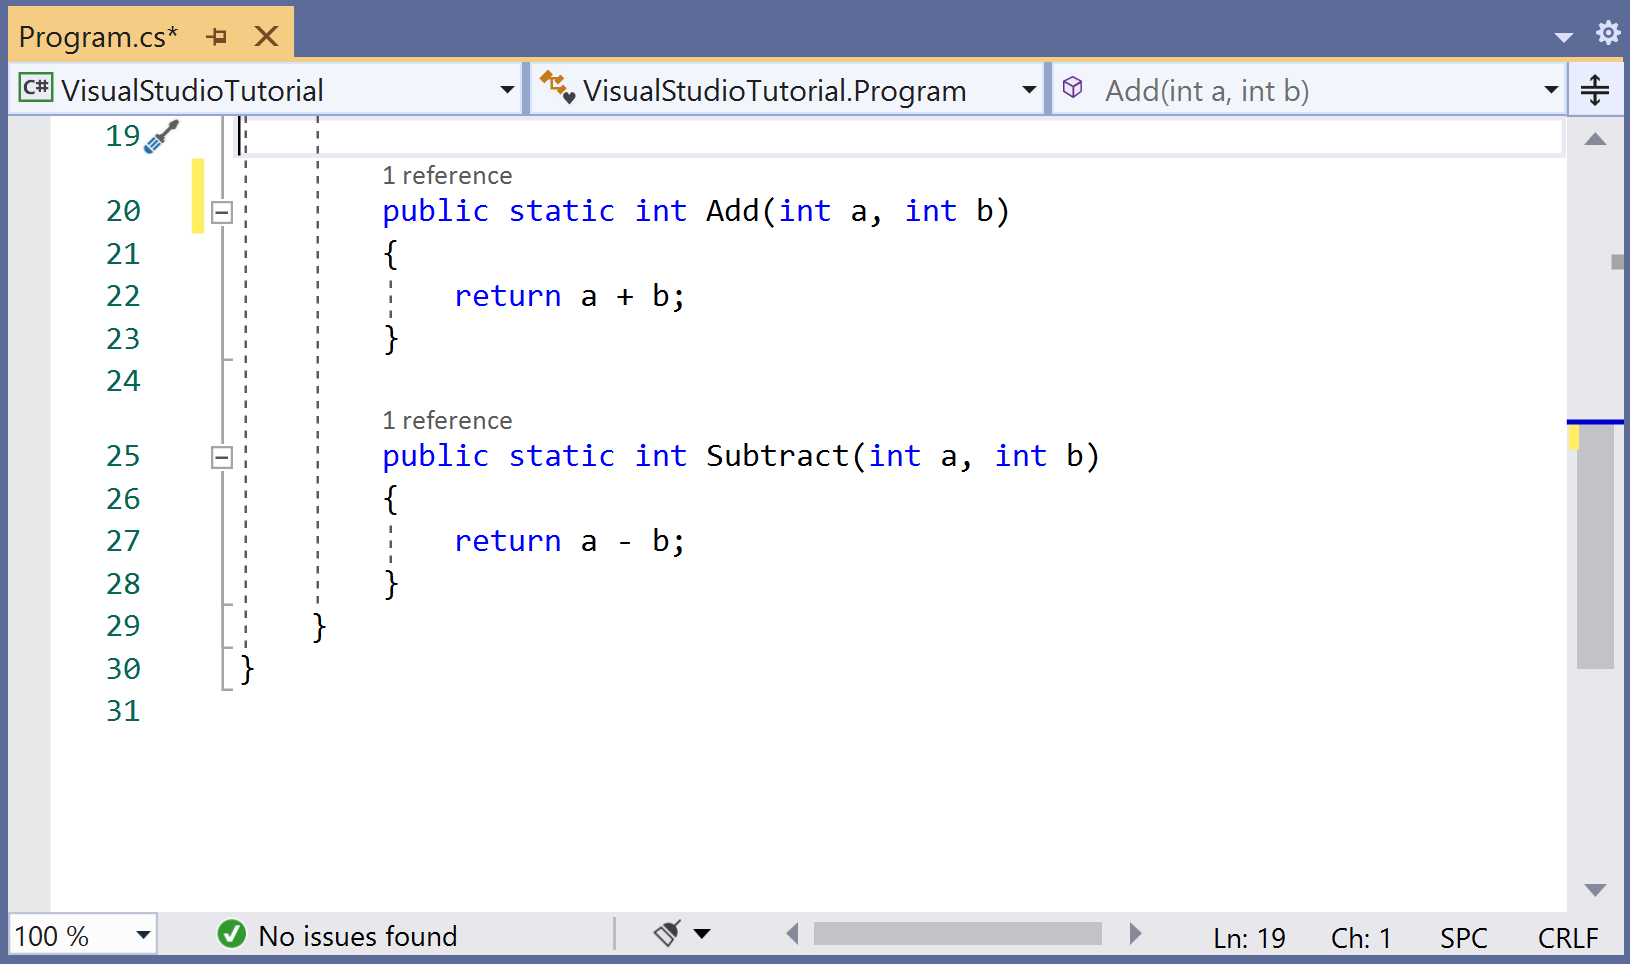 Program.cs*
C# VisualStudioTutorial VisualStudioTutorial.Program Add(int a, int b)
19
1 reference
20 public static int Add(int a, int b)
21 {
22 return a + b;
23 }
24
1 reference
25 public static int Subtract(int a, int b)
26 {
27 return a - b;
28 }
29 }
30 }
31
100 % No issues found Ln: 19 Ch: 1 SPC CRLF